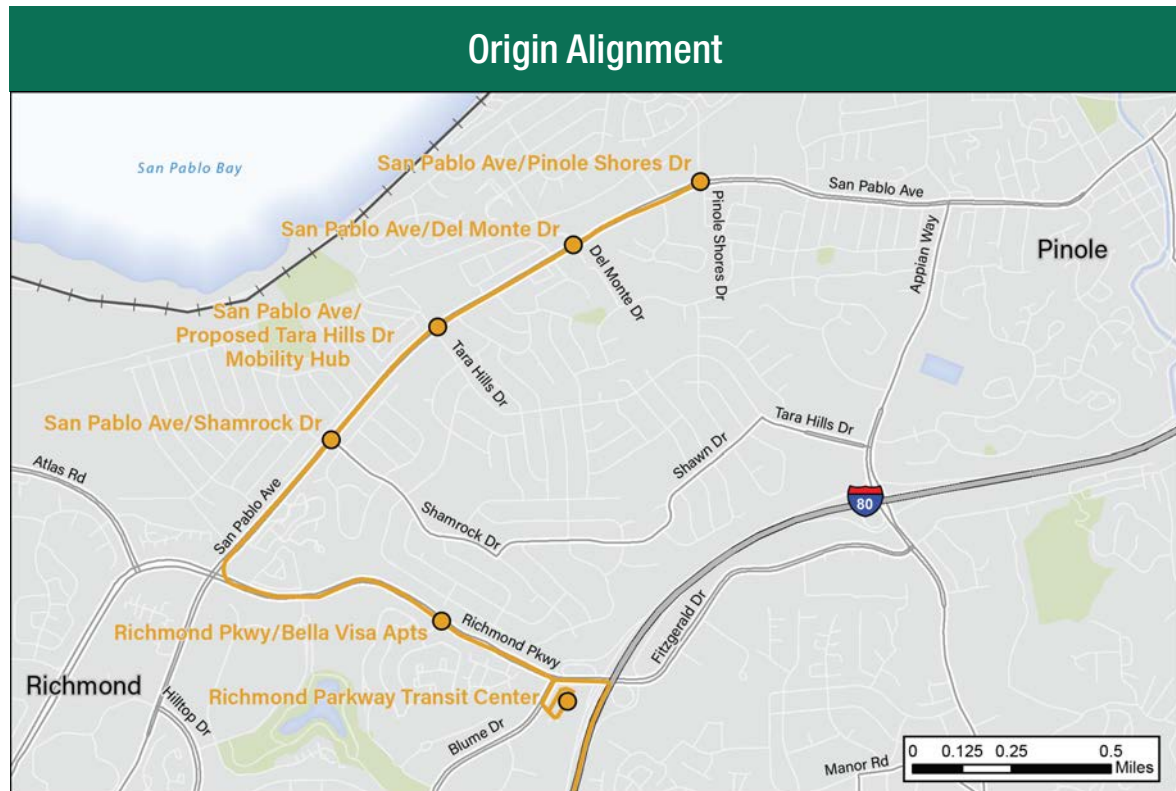 Origin Alignment
San Pablo Bay
San Pablo Ave/Pinole Shores Dr
San Pablo Ave
Pinole Shores Dr
San Pablo Ave/Del Monte Dr
Del Monte Dr
Appian Way
Pinole
San Pablo Ave/
Proposed Tara Hills Dr
Mobility Hub
Tara Hills Dr
San Pablo Ave/Shamrock Dr
Tara Hills Dr
Shawn Dr
Atlas Rd
San Pablo Ave
Shamrock Dr
80
Richmond Pkwy/Bella Visa Apts
Richmond Pkwy
Fitzgerald Dr
Richmond
Richmond Parkway Transit Center
Hilltop Dr
Blume Dr
Manor Rd
0 0.125 0.25 0.5
Miles